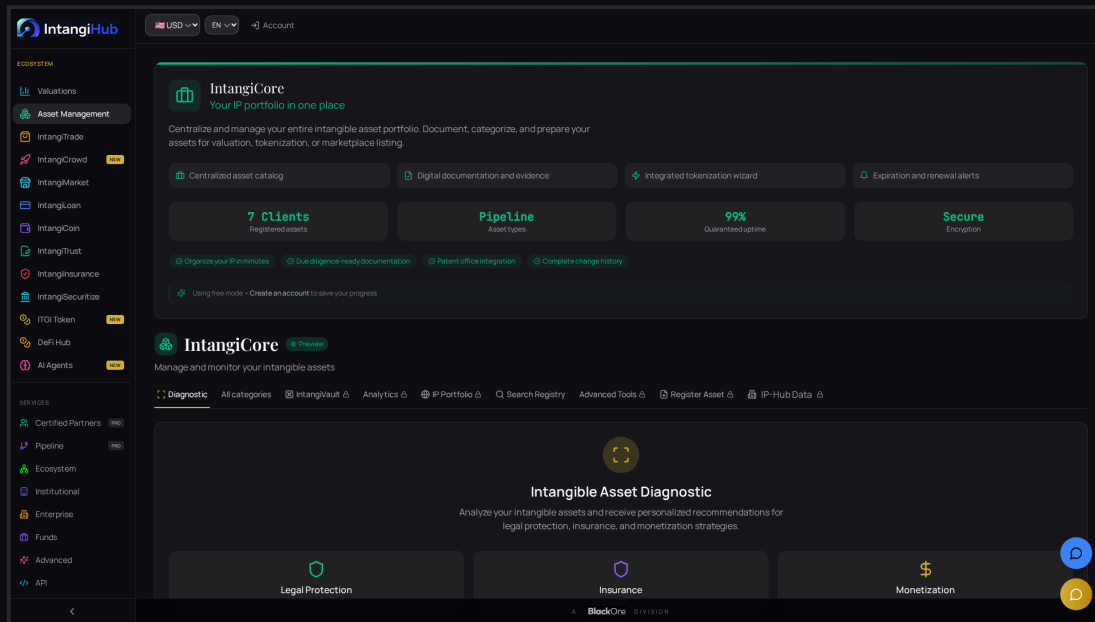 IntangiHub
USD
EN
Account
ECOSYSTEM
Valuations
Asset Management
IntangiTrade
IntangiCrowd NEW
IntangiMarket
IntangiLoan
IntangiCoin
IntangiTrust
IntangiInsurance
IntangiSecuritize
ITGI Token NEW
DeFi Hub
AI Agents NEW
SERVICES
Certified Partners PRO
Pipeline PRO
Ecosystem
Institutional
Enterprise
Funds
Advanced
API
IntangiCore
Your IP portfolio in one place
Centralize and manage your entire intangible asset portfolio. Document, categorize, and prepare your
assets for valuation, tokenization, or marketplace listing.
Centralized asset catalog
Digital documentation and evidence
Integrated tokenization wizard
Expiration and renewal alerts
7 Clients
Registered assets
Pipeline
Asset types
99%
Guaranteed uptime
Secure
Encryption
Organize your IP in minutes
Due diligence-ready documentation
Patent office integration
Complete change history
Using free mode • Create an account to save your progress
IntangiCore Preview
Manage and monitor your intangible assets
Diagnostic All categories IntangiVault Analytics IP Portfolio Search Registry Advanced Tools Register Asset IP-Hub Data
Intangible Asset Diagnostic
Analyze your intangible assets and receive personalized recommendations for
legal protection, insurance, and monetization strategies.
Legal Protection
Insurance
Monetization
A BlackOre DIVISION